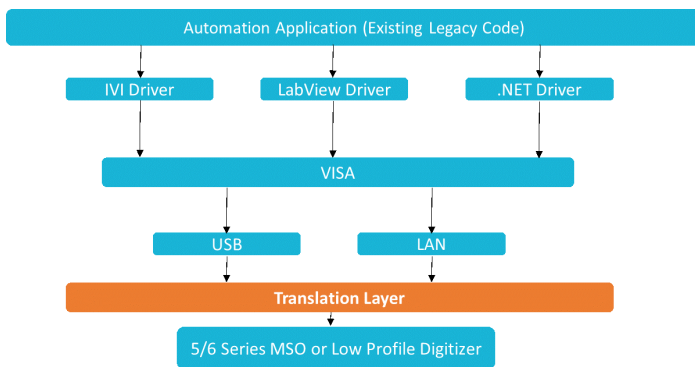 Automation Application (Existing Legacy Code)
IVI Driver
LabView Driver
.NET Driver
VISA
USB
LAN
Translation Layer
5/6 Series MSO or Low Profile Digitizer